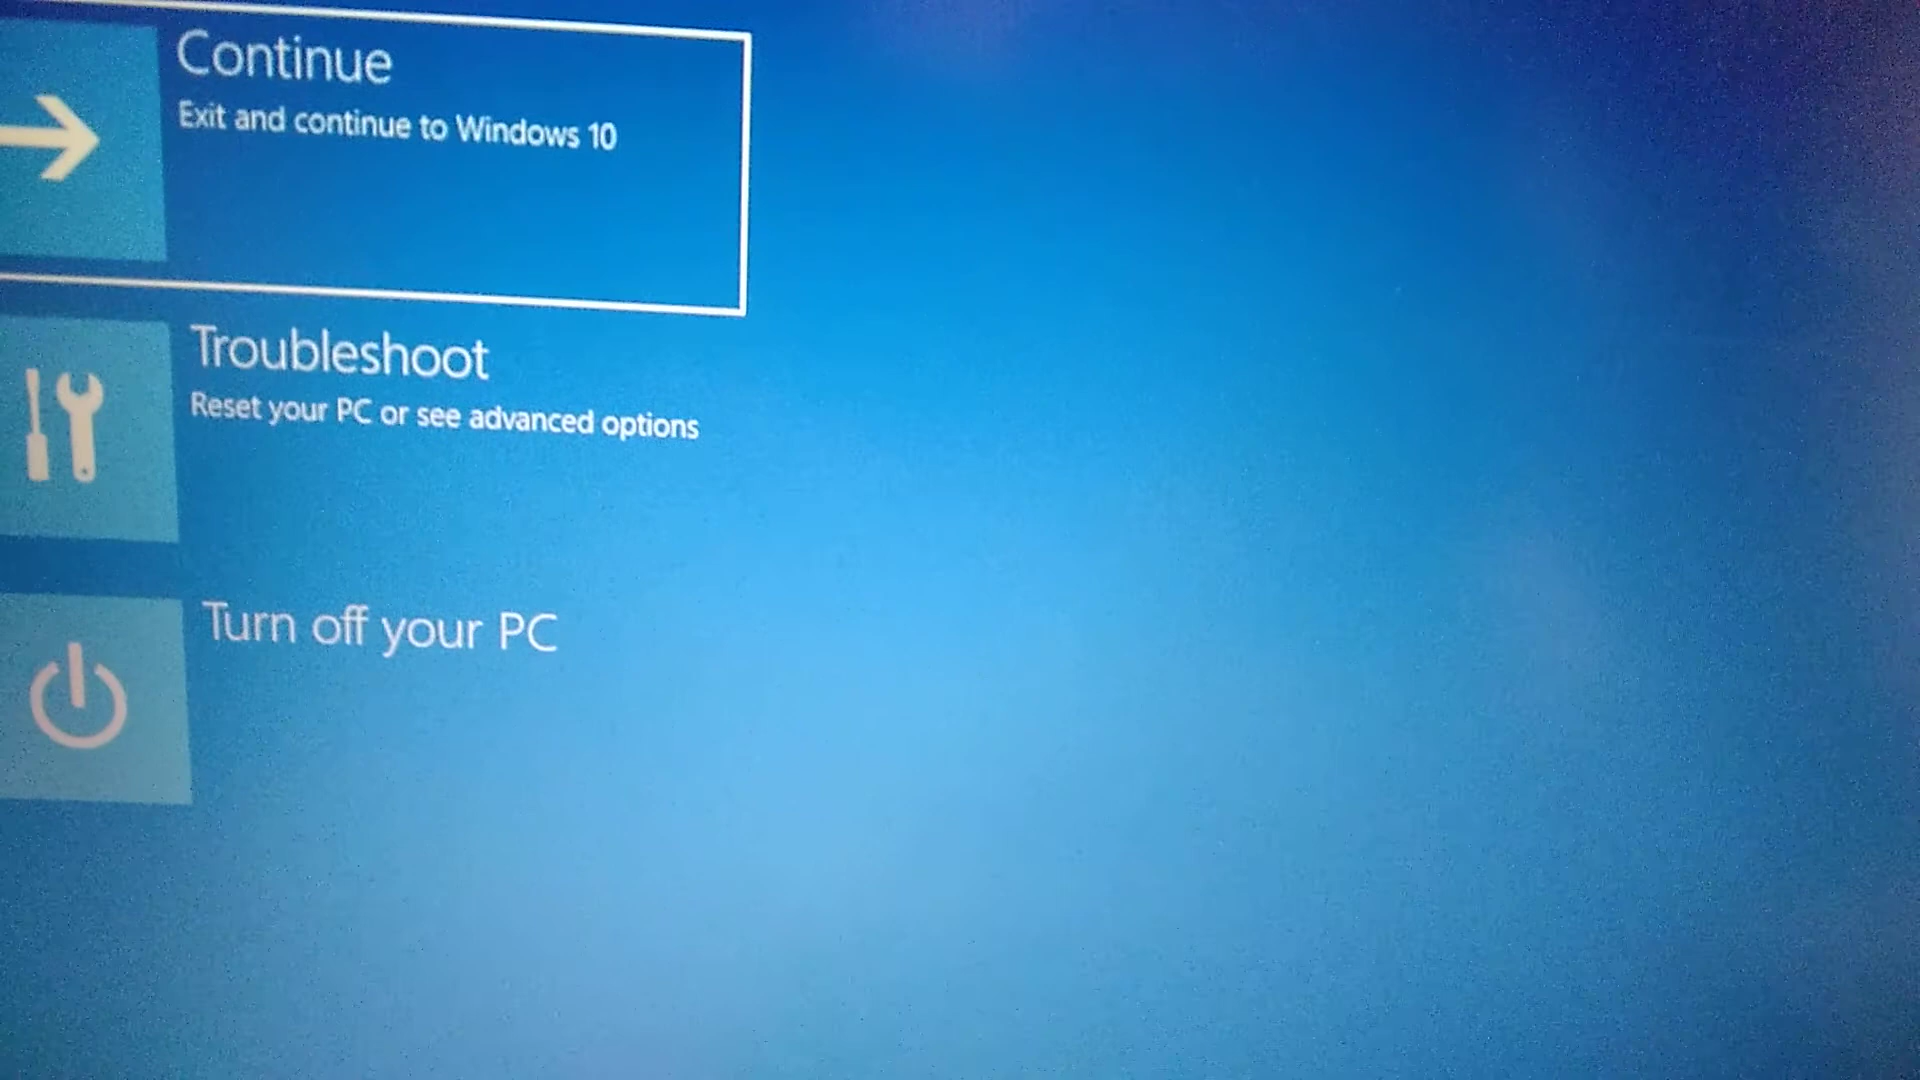 Continue
Exit and continue to Windows 10
Troubleshoot
Reset your PC or see advanced options
Turn off your PC